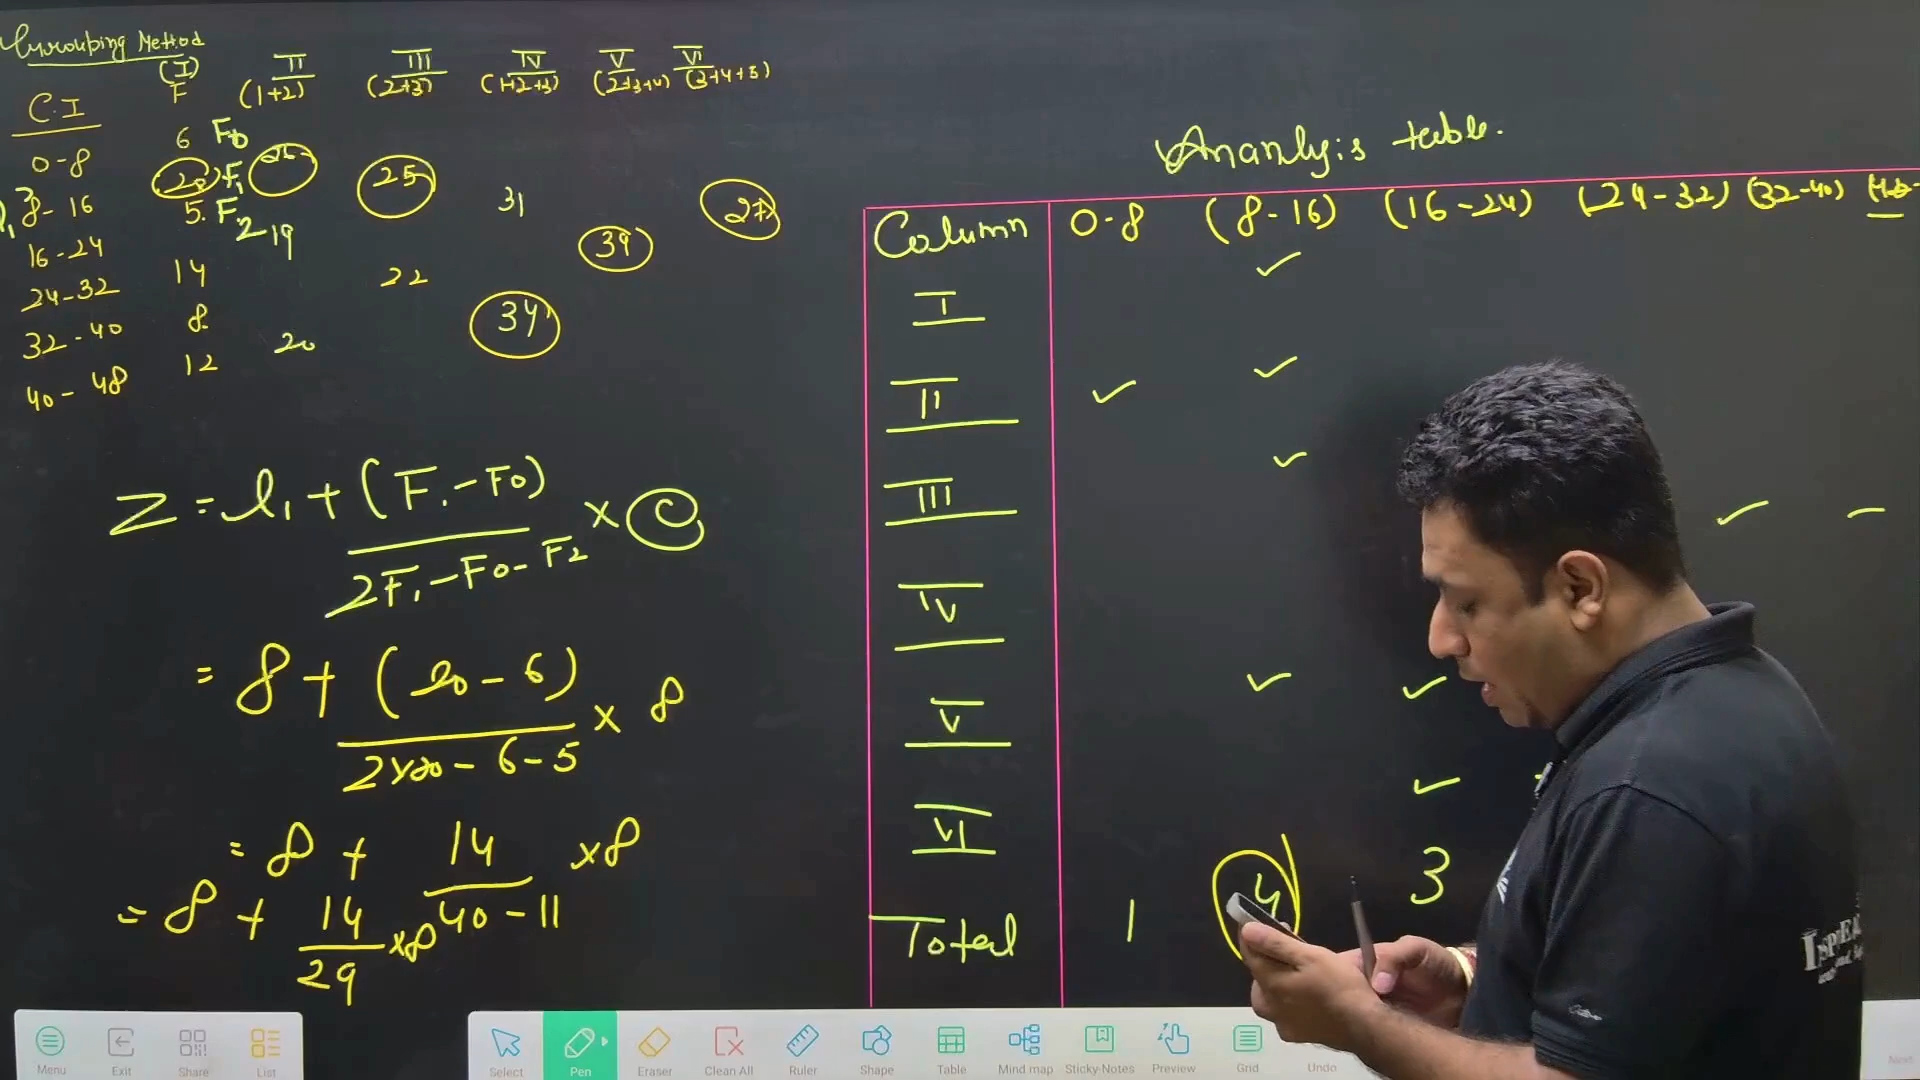 Grouping Method
(I) II III IV V VI
C.I F (1+2) (2+3) (1+2+3) (2+3+4) (3+4+5)
0-8 6 F0 26
8-16 20 F1 25
16-24 5 F2 19 31 39 27
24-32 14 22
32-40 8 34
40-48 12 20
Z = l1 + (F1-F0)
2F1-F0-F2 × C
= 8 + (20-6)
2×20-6-5 × 8
= 8 + 14 ×8
40-11
= 8 + 14
29 ×8
Ananlysis table.
Column 0-8 (8-16) (16-24) (24-32) (32-40)
I ✓
II ✓ ✓
III ✓
IV ✓
V ✓ ✓
VI ✓
Total 1 4 3
Menu Exit Share List
Select Pen Eraser Clean All Ruler Shape Table Mind map Sticky-Notes Preview Grid Undo Next